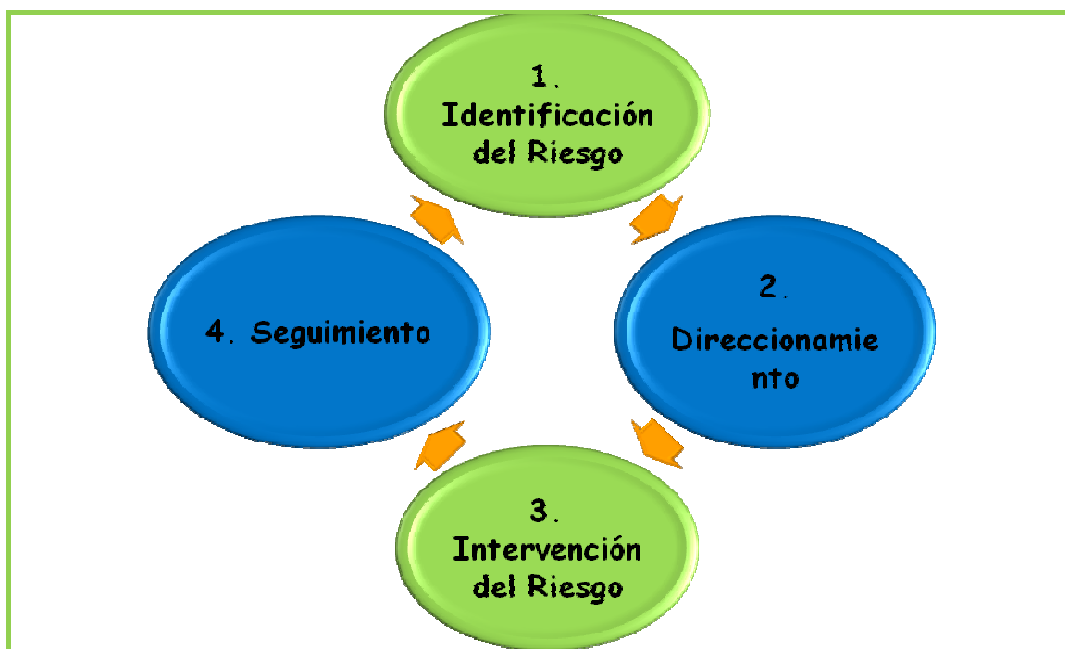 1.
Identificación
del Riesgo
2.
Direccionamie
nto
3.
Intervención
del Riesgo
4. Seguimiento